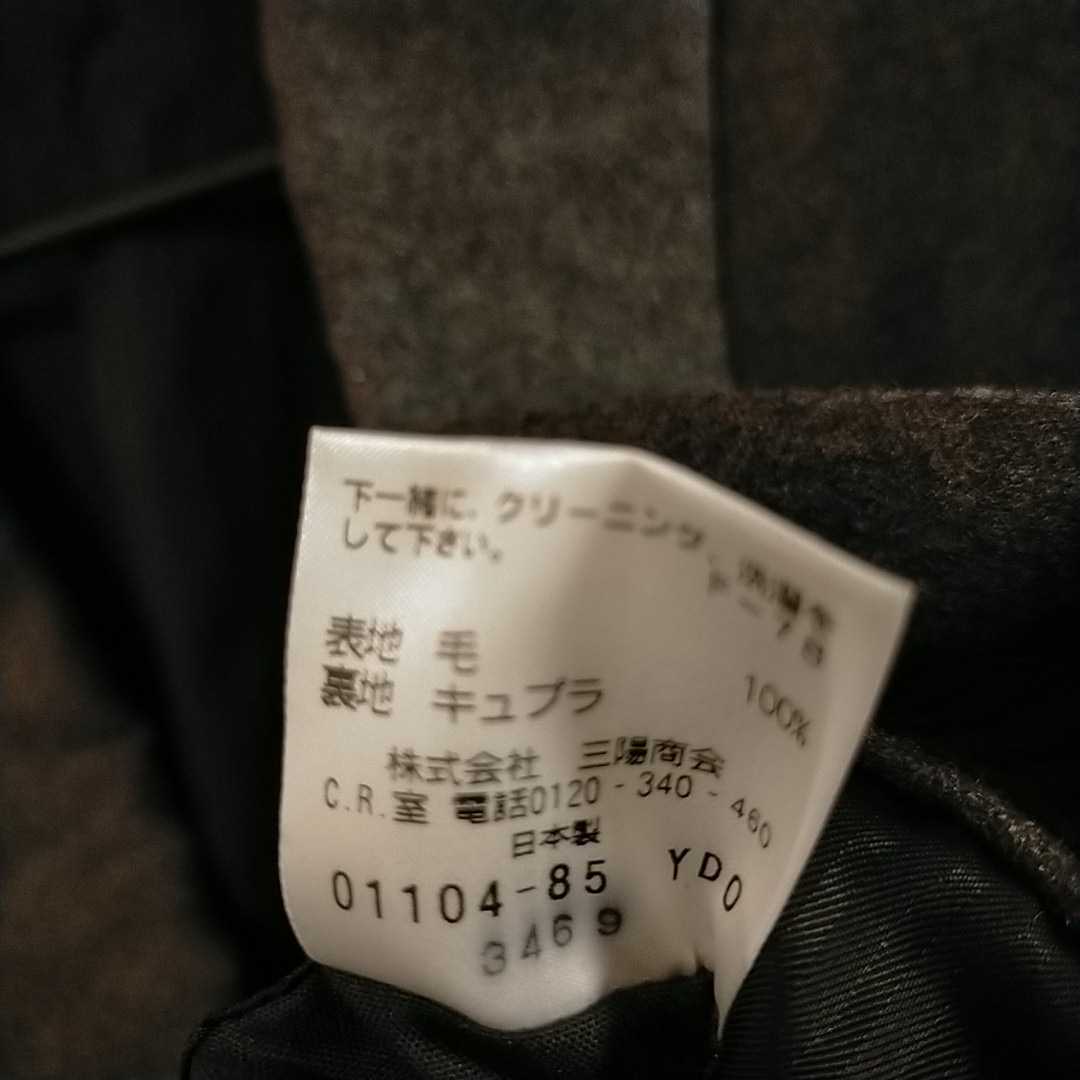 下一緒に、クリーニング、
して下さい。
表地 毛
裏地 キュプラ 100%
株式会社 三陽商会
C.R.室 電話0120-340-460
日本製
01104-85 YDO
3469